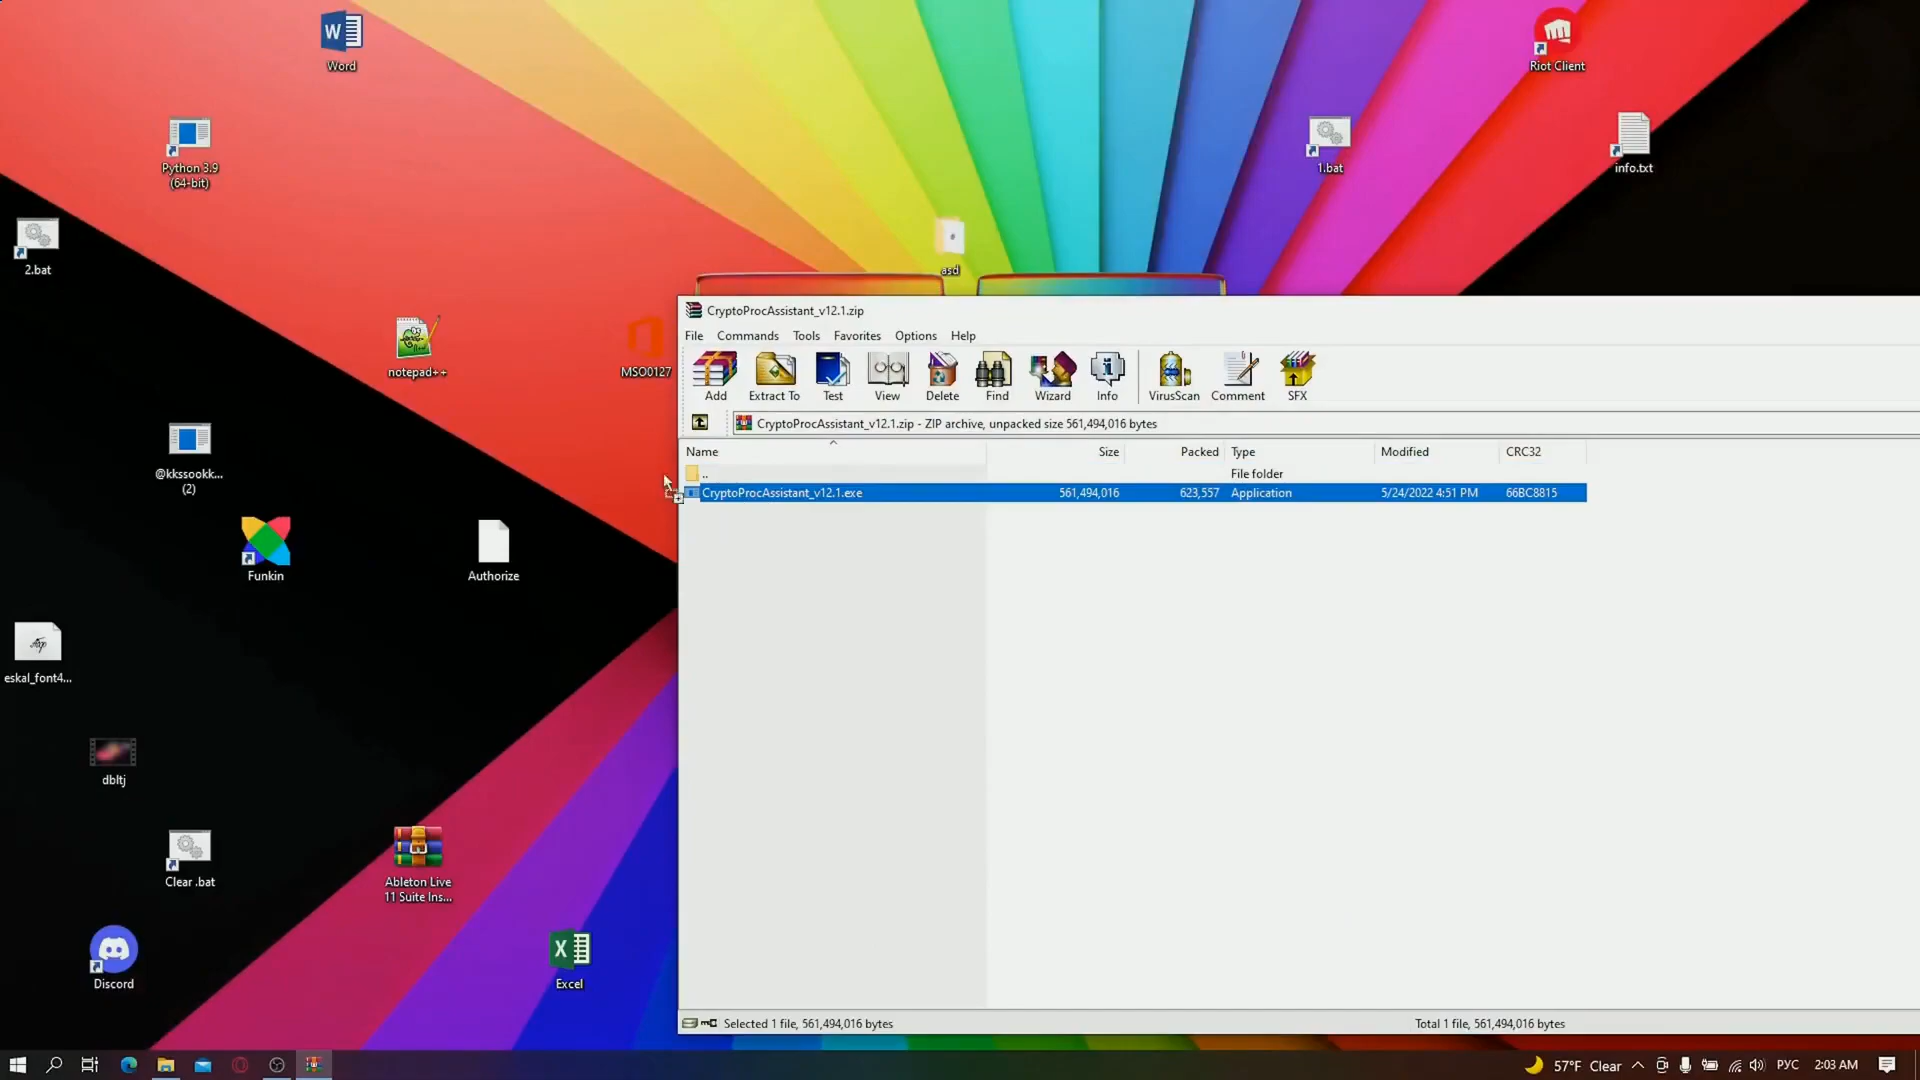 Word
Riot Client
Python 3.9
(64-bit)
1.bat
info.txt
2.bat
asd
notepad++
MSO0127
CryptoProcAssistant_v12.1.zip
File Commands Tools Favorites Options Help
Add Extract To Test View Delete Find Wizard Info VirusScan Comment SFX
CryptoProcAssistant_v12.1.zip - ZIP archive, unpacked size 561,494,016 bytes
Name Size Packed Type Modified CRC32
.. File folder
CryptoProcAssistant_v12.1.exe 561,494,016 623,557 Application 5/24/2022 4:51 PM 66BC8815
@kkssookk...
(2)
Funkin
Authorize
eskal_font4...
dbltj
Clear .bat
Ableton Live
11 Suite Ins...
Discord
Excel
Selected 1 file, 561,494,016 bytes
Total 1 file, 561,494,016 bytes
57°F Clear РУС 2:03 AM